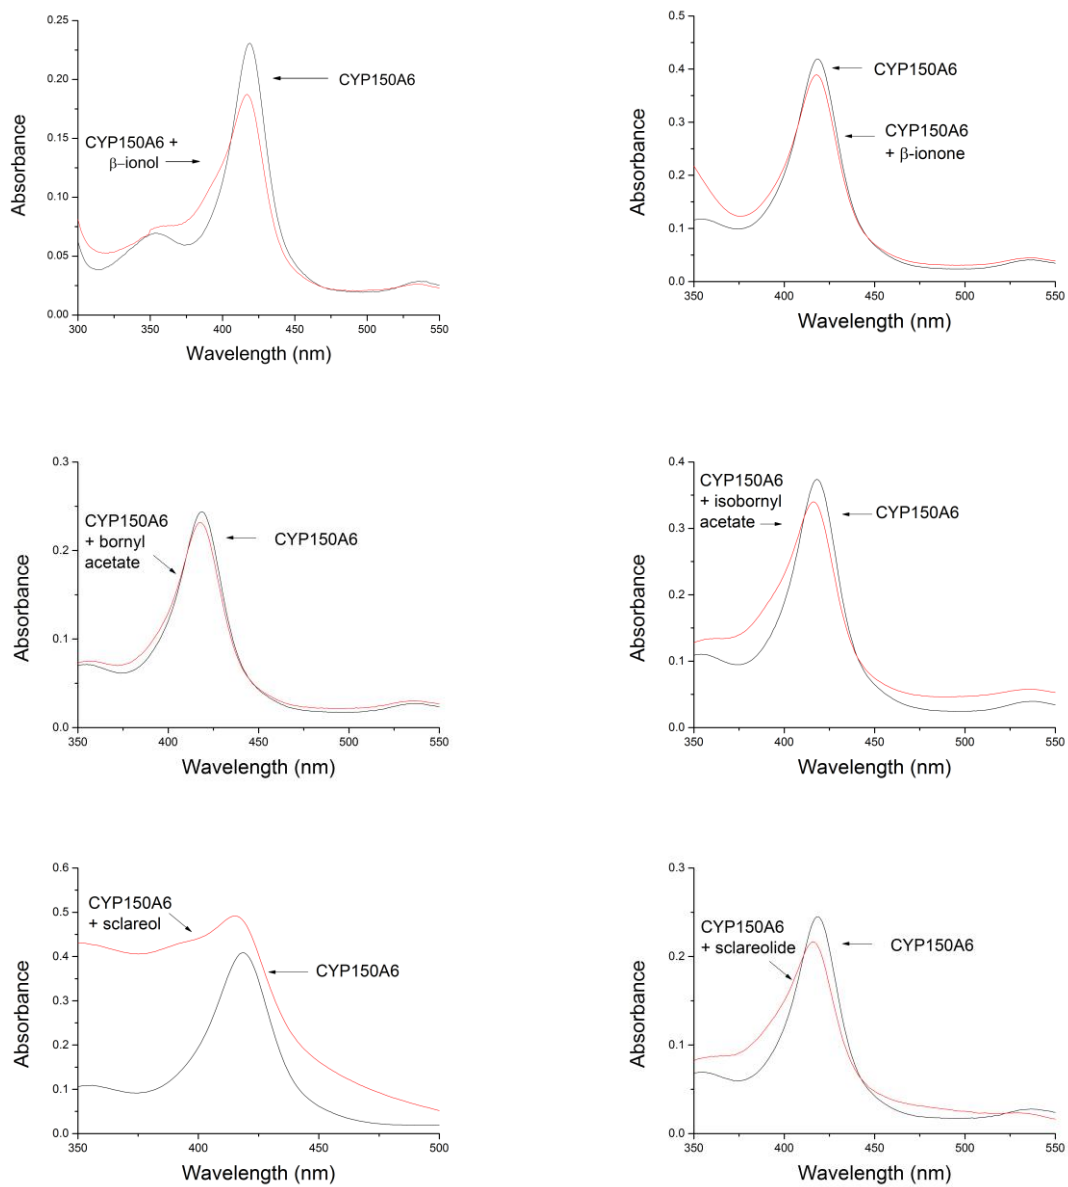 0.25
0.20
0.15
0.10
0.05
0.00
Absorbance
CYP150A6
CYP150A6 +
β−ionol
300
350
400
450
500
550
Wavelength (nm)
0.5
0.4
0.3
0.2
0.1
0.0
Absorbance
CYP150A6
CYP150A6
+ β-ionone
350
400
450
500
550
Wavelength (nm)
0.3
0.2
0.1
0.0
Absorbance
CYP150A6
+ bornyl
acetate
CYP150A6
350
400
450
500
550
Wavelength (nm)
0.4
0.3
0.2
0.1
0.0
Absorbance
CYP150A6
+ isobornyl
acetate
CYP150A6
350
400
450
500
550
Wavelength (nm)
0.6
0.5
0.4
0.3
0.2
0.1
0.0
Absorbance
CYP150A6
+ sclareol
CYP150A6
350
400
450
500
Wavelength (nm)
0.3
0.2
0.1
0.0
Absorbance
CYP150A6
+ sclareolide
CYP150A6
350
400
450
500
550
Wavelength (nm)